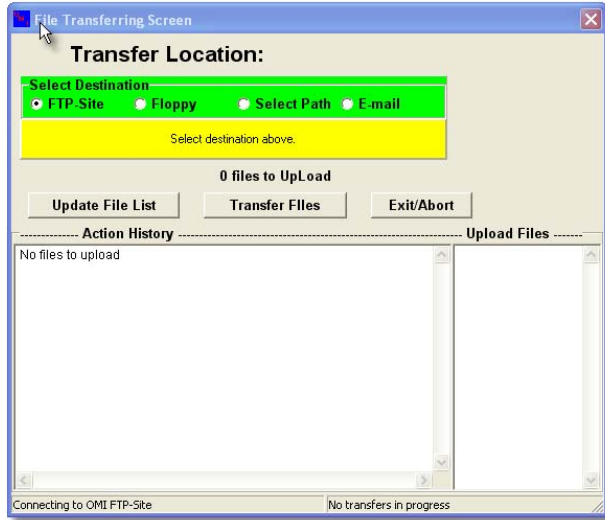 File Transferring Screen
Transfer Location:
Select Destination
FTP-Site Floppy Select Path E-mail
Select destination above.
0 files to UpLoad
Update File List Transfer FIles Exit/Abort
------------- Action History ------------------------------------------------------------ Upload Files -------
No files to upload
Connecting to OMI FTP-Site No transfers in progress